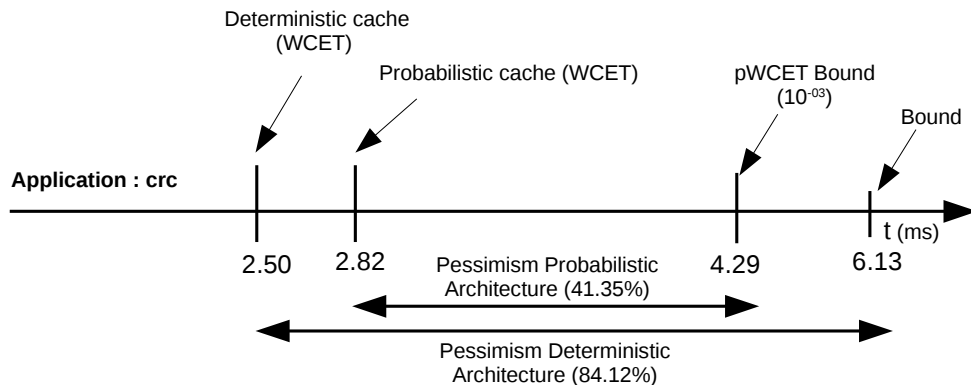 Deterministic cache
(WCET)
Probabilistic cache (WCET)
pWCET Bound
(10⁻⁰³)
Bound
Application : crc
t (ms)
2.50
2.82
4.29
6.13
Pessimism Probabilistic
Architecture (41.35%)
Pessimism Deterministic
Architecture (84.12%)